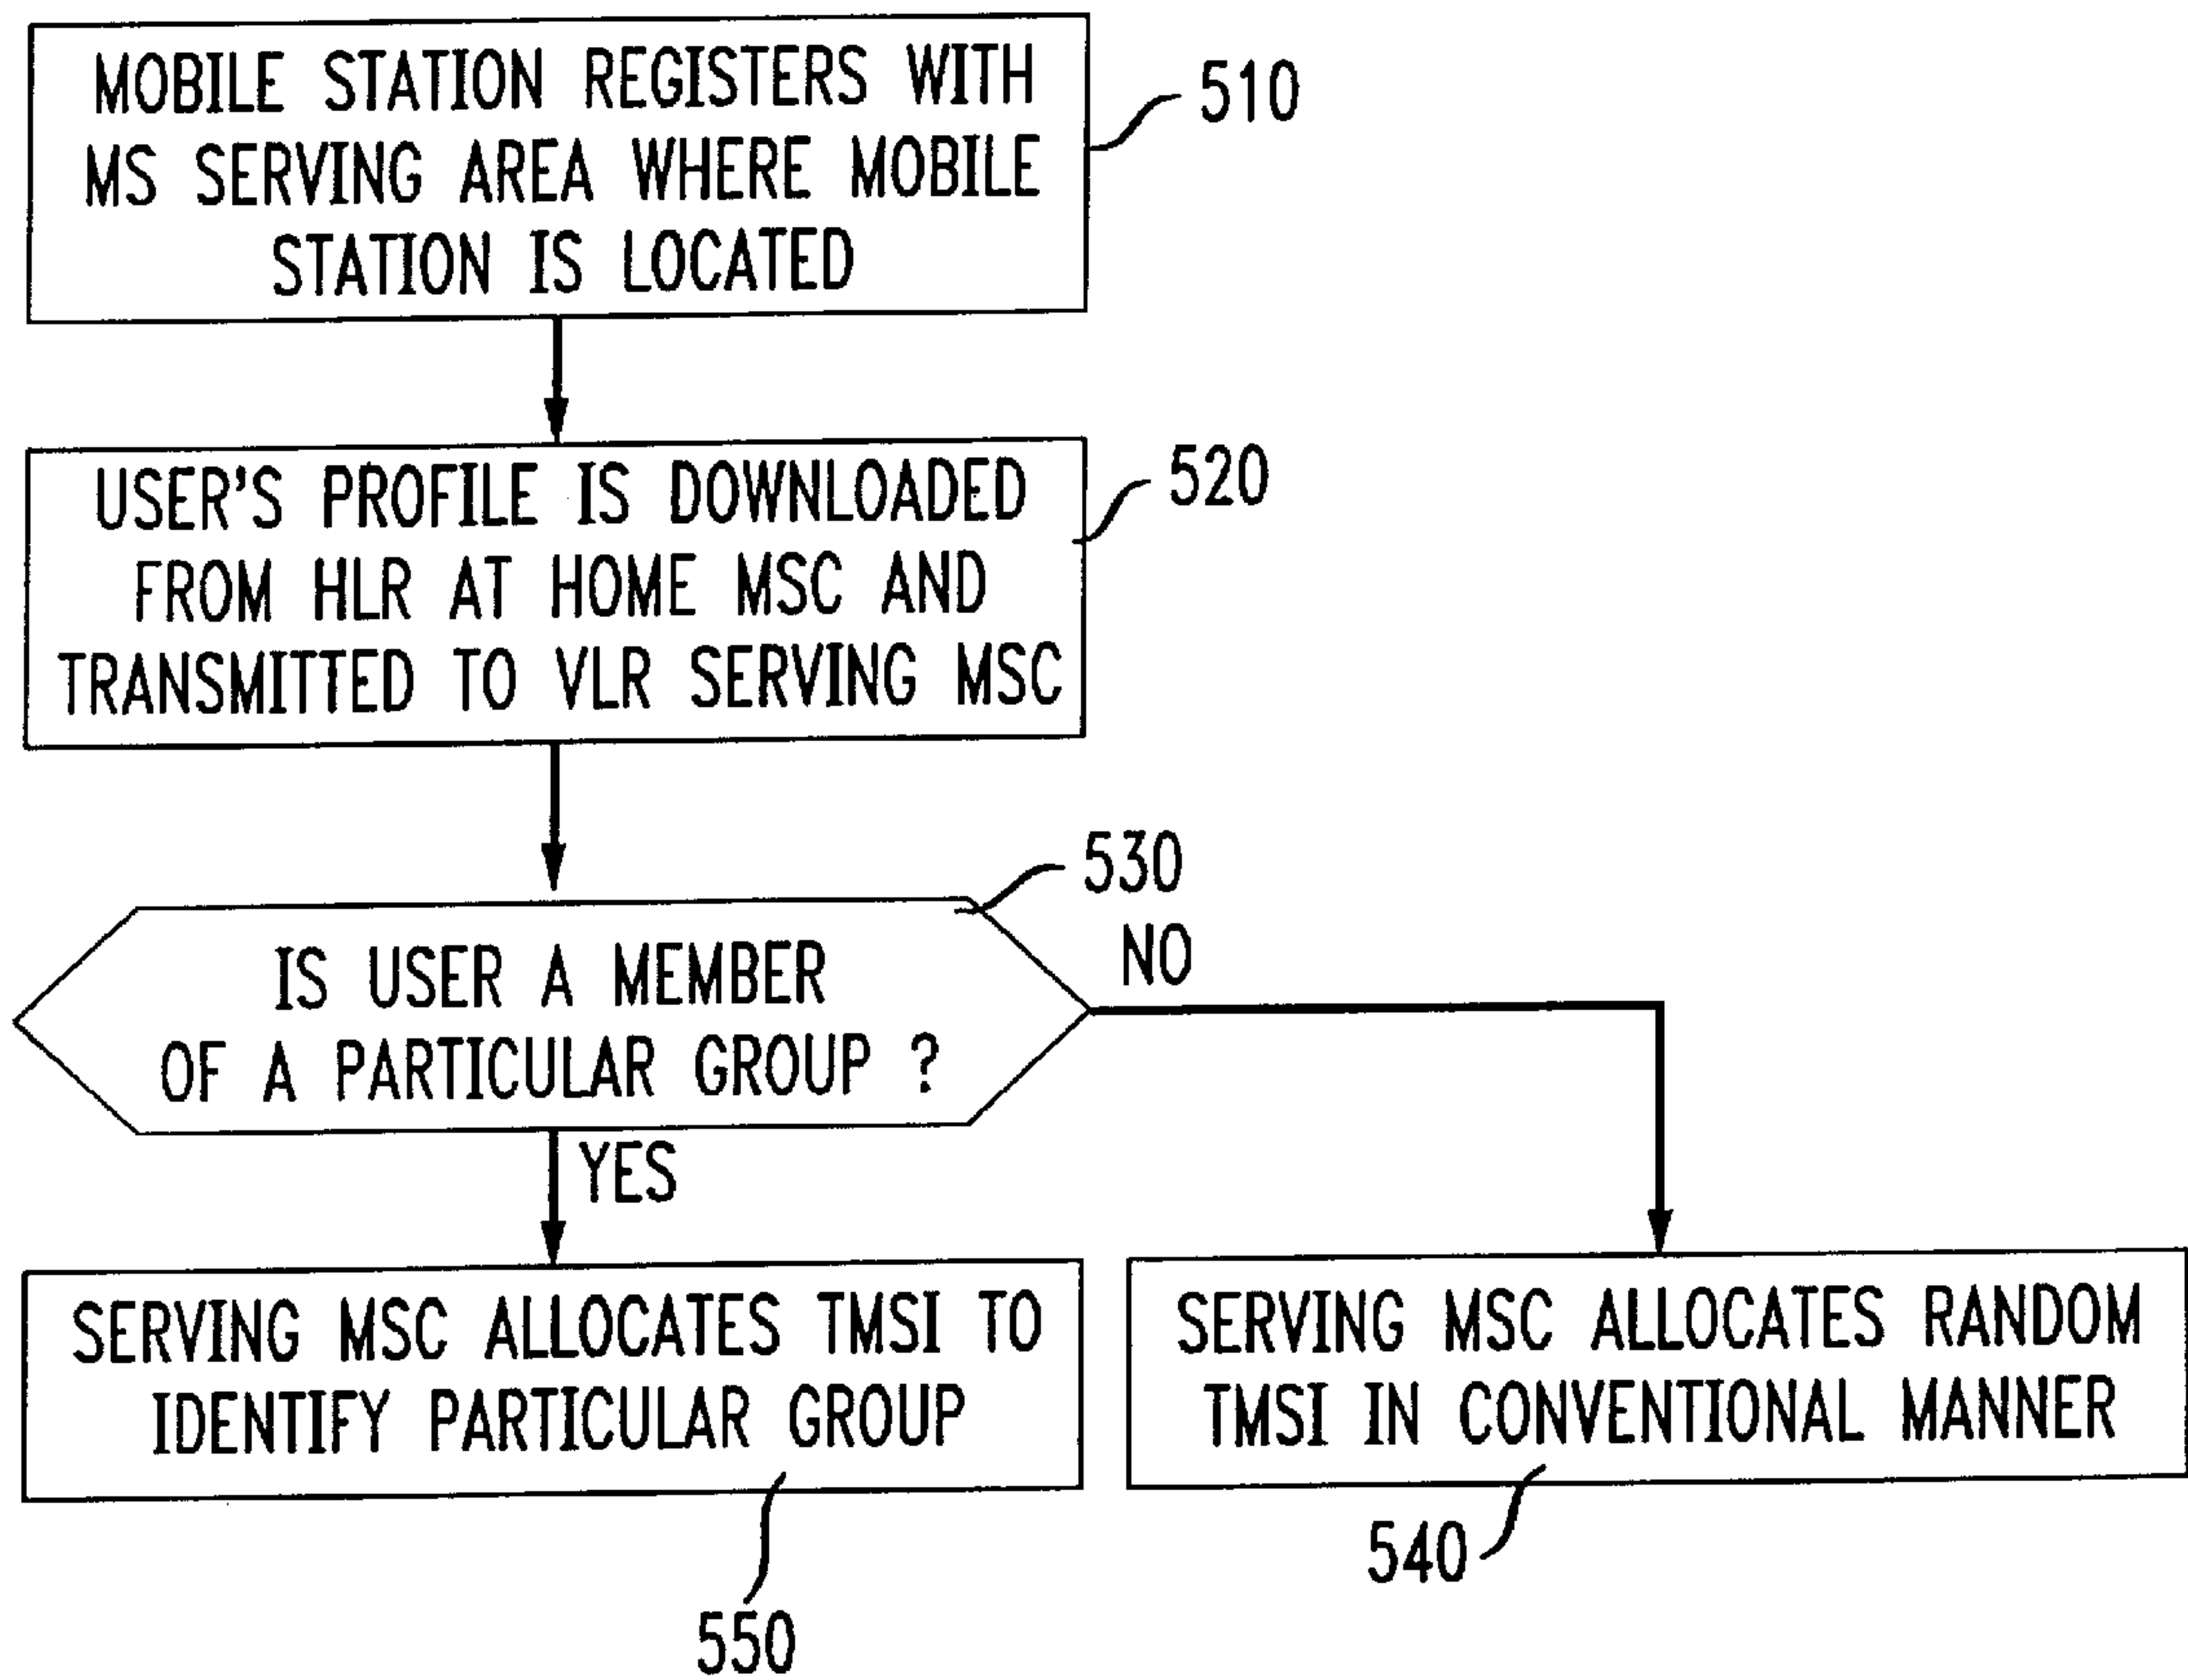 MOBILE STATION REGISTERS WITH
MS SERVING AREA WHERE MOBILE
STATION IS LOCATED
510
USER'S PROFILE IS DOWNLOADED
FROM HLR AT HOME MSC AND
TRANSMITTED TO VLR SERVING MSC
520
530
IS USER A MEMBER
OF A PARTICULAR GROUP ?
NO
YES
SERVING MSC ALLOCATES TMSI TO
IDENTIFY PARTICULAR GROUP
550
SERVING MSC ALLOCATES RANDOM
TMSI IN CONVENTIONAL MANNER
540